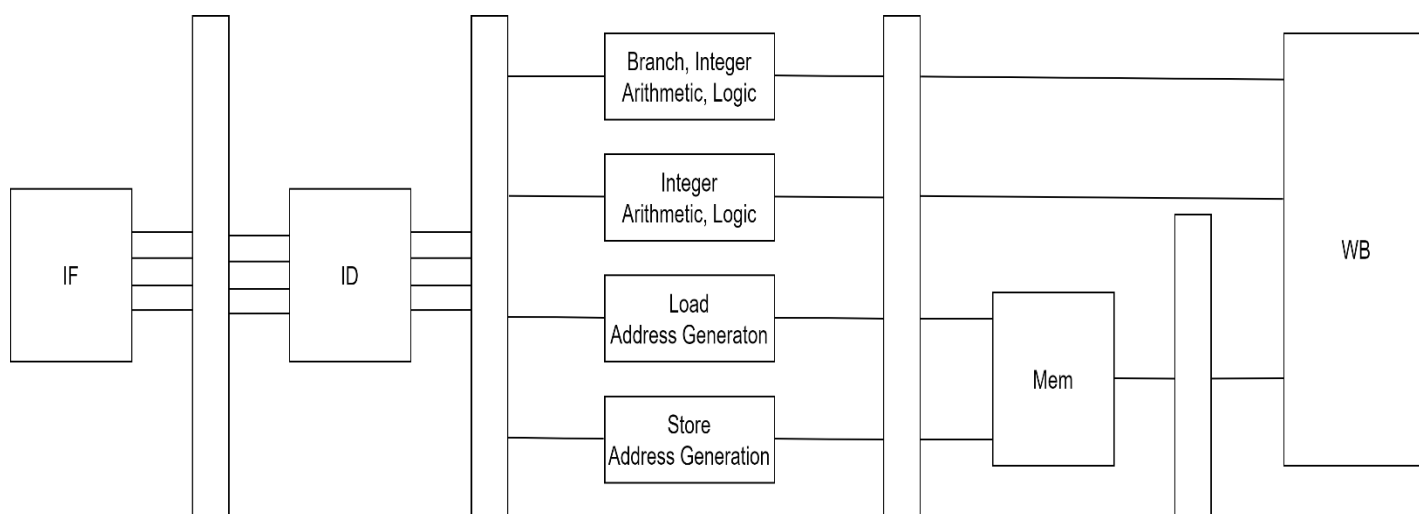 IF
ID
Branch, Integer
Arithmetic, Logic
Integer
Arithmetic, Logic
Load
Address Generaton
Store
Address Generation
Mem
WB